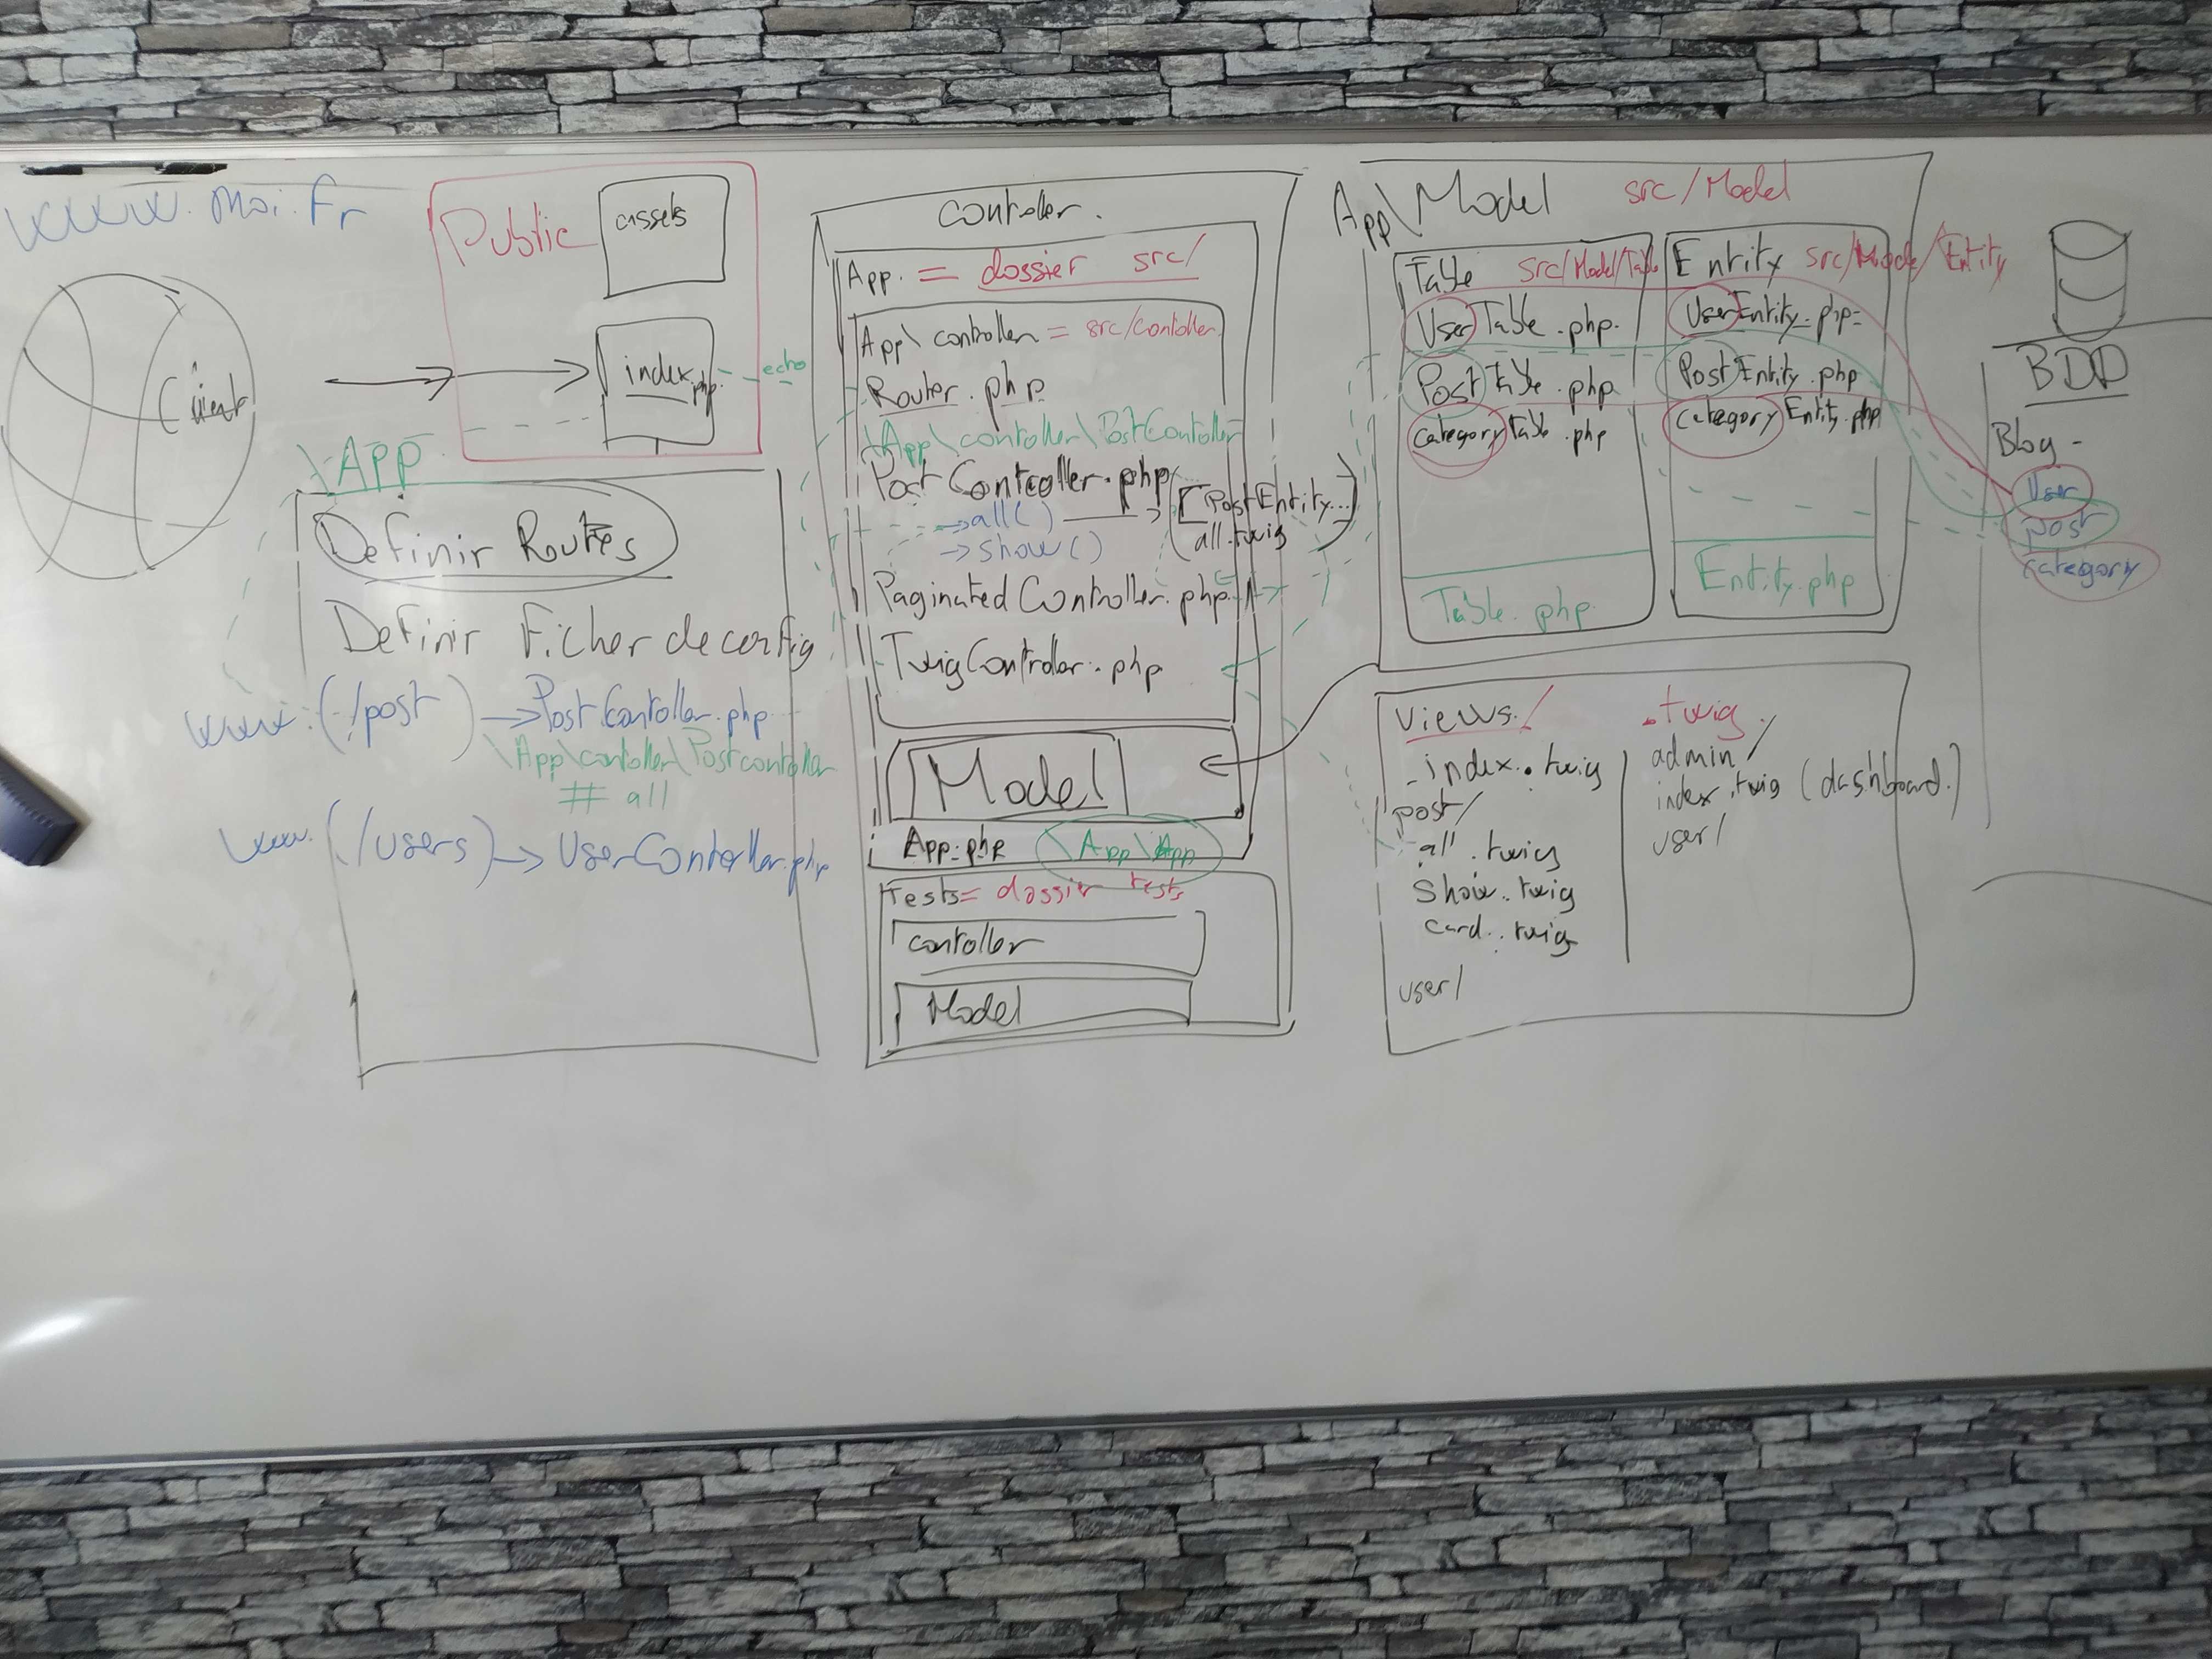 www.moi.fr
Client
Public
assets
index.php
echo
\APP
Definir Routes
Definir Ficher de config
www.(/post) → PostController.php
\App\controller\Postcontroller
# all
www.(/users) → UserController.php
Controller.
App. = dossier src/
App\controller = src/Controller
Router.php
\App\controller\PostController
PostController.php
→ all() → ([PostEntity...]
all.twig)
→ show()
PaginatedController.php
TwigController.php
Model
App.php \App\App
Tests = dossier tests
controller
Model
App\Model src/Model
Table src/Model/Table
UserTable.php
PostTable.php
categoryTable.php
Table.php
Entity src/Mode/Entity
UserEntity.php
PostEntity.php
categoryEntity.php
Entity.php
views/ .twig
_index.twig
post/
all.twig
show.twig
card.twig
user/
admin/
index.twig (dashboard.)
user/
BDD
Blog -
User
post
category